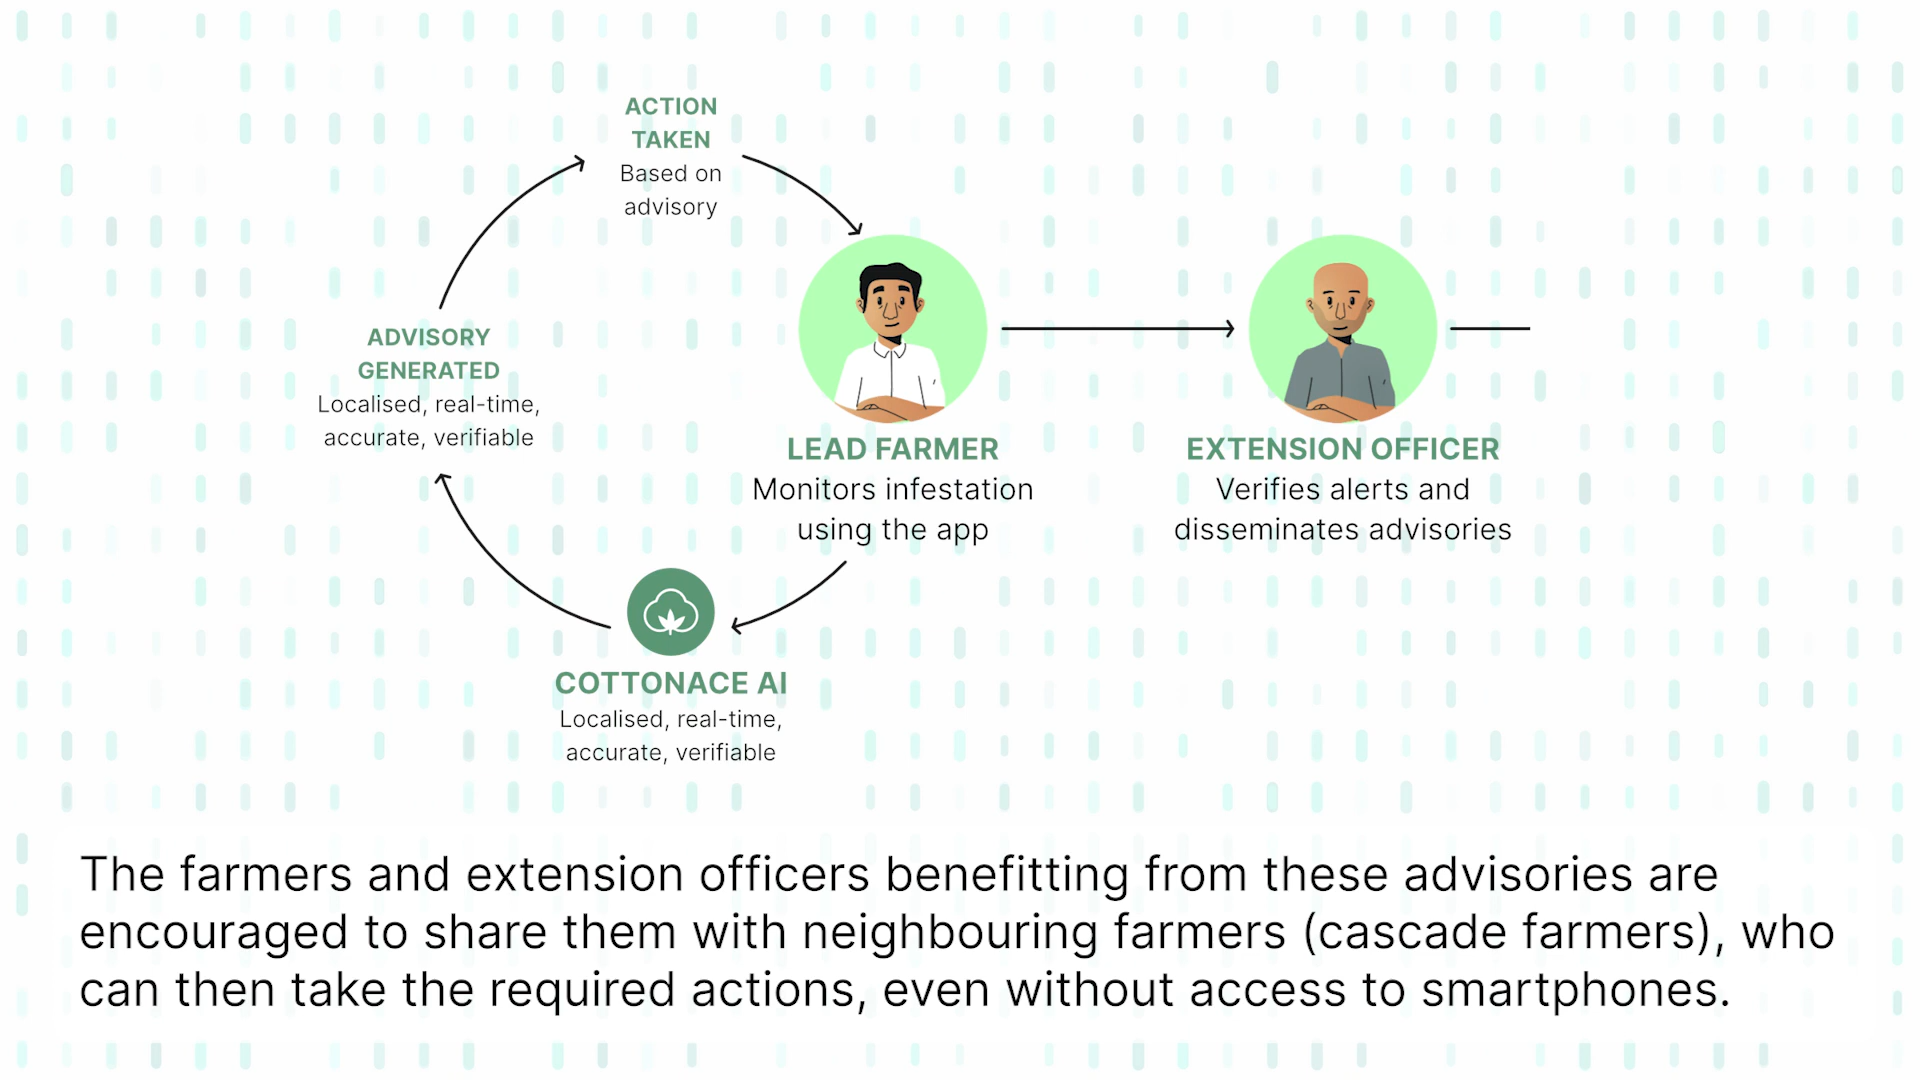 ACTION
TAKEN
Based on
advisory
ADVISORY
GENERATED
Localised, real-time,
accurate, verifiable
LEAD FARMER
Monitors infestation
using the app
EXTENSION OFFICER
Verifies alerts and
disseminates advisories
COTTONACE AI
Localised, real-time,
accurate, verifiable
The farmers and extension officers benefitting from these advisories are
encouraged to share them with neighbouring farmers (cascade farmers), who
can then take the required actions, even without access to smartphones.